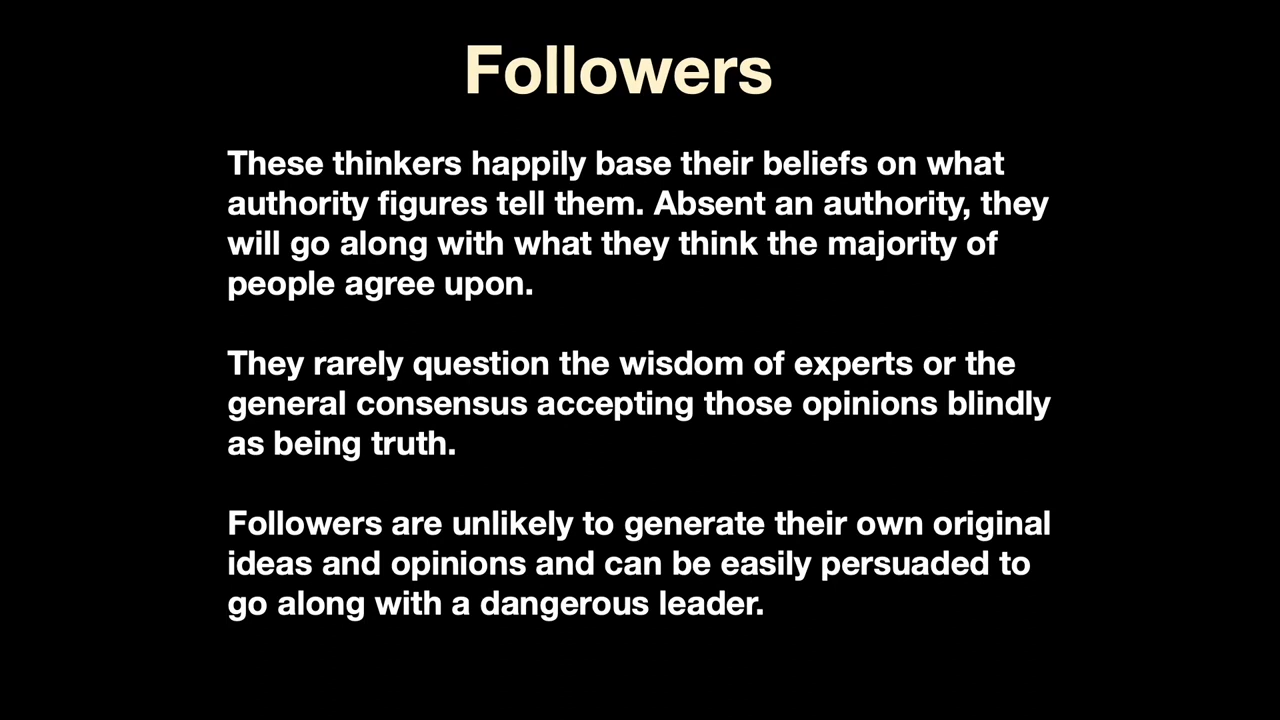 Followers
These thinkers happily base their beliefs on what
authority figures tell them. Absent an authority, they
will go along with what they think the majority of
people agree upon.
They rarely question the wisdom of experts or the
general consensus accepting those opinions blindly
as being truth.
Followers are unlikely to generate their own original
ideas and opinions and can be easily persuaded to
go along with a dangerous leader.